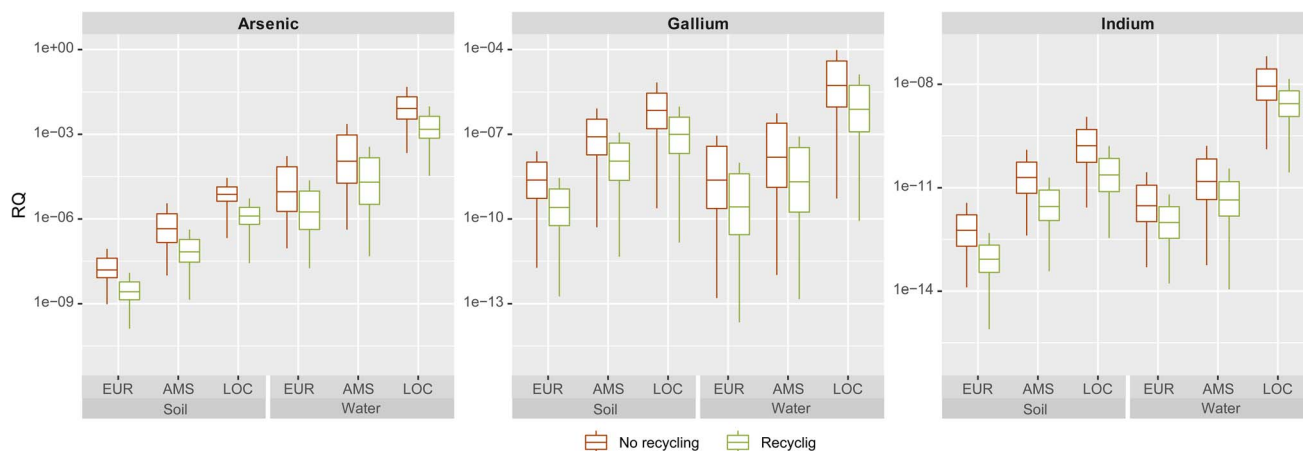 Arsenic
Gallium
Indium
RQ
1e+00
1e−03
1e−06
1e−09
1e−04
1e−07
1e−10
1e−13
1e−08
1e−11
1e−14
EUR AMS LOC EUR AMS LOC
Soil Water
EUR AMS LOC EUR AMS LOC
Soil Water
EUR AMS LOC EUR AMS LOC
Soil Water
No recycling Recyclig